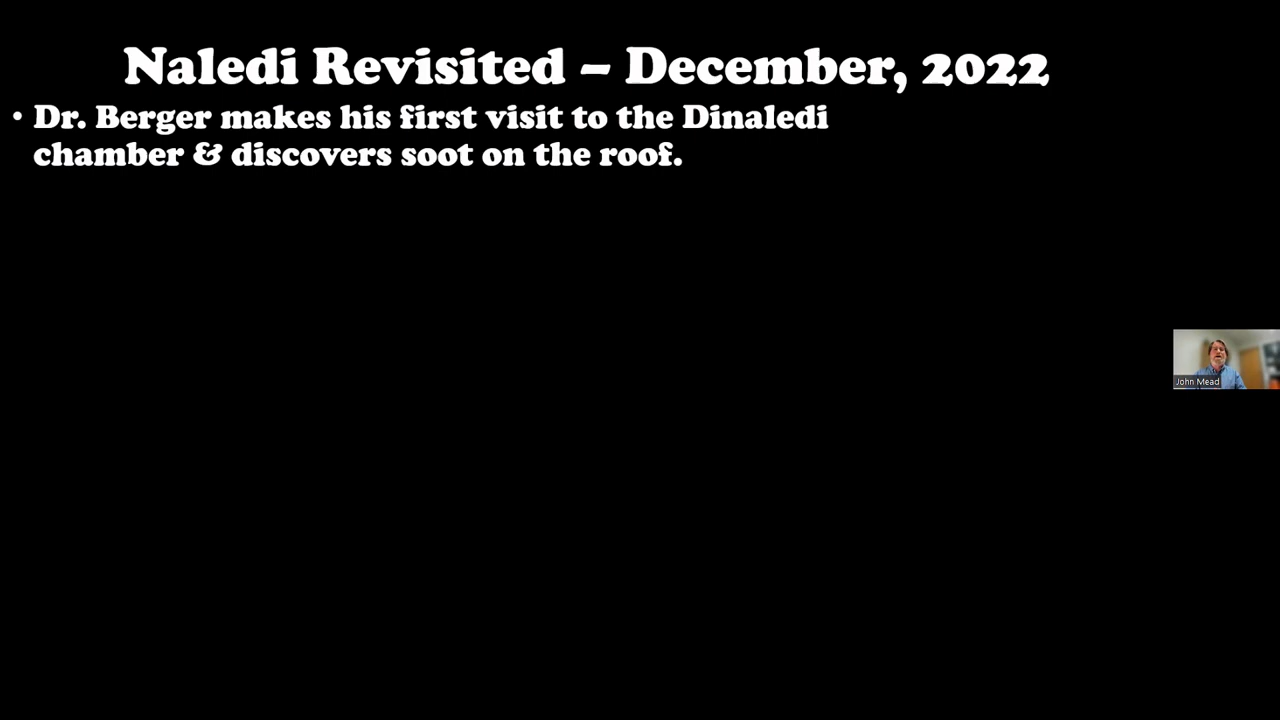 Naledi Revisited – December, 2022
• Dr. Berger makes his first visit to the Dinaledi
chamber & discovers soot on the roof.
John Mead